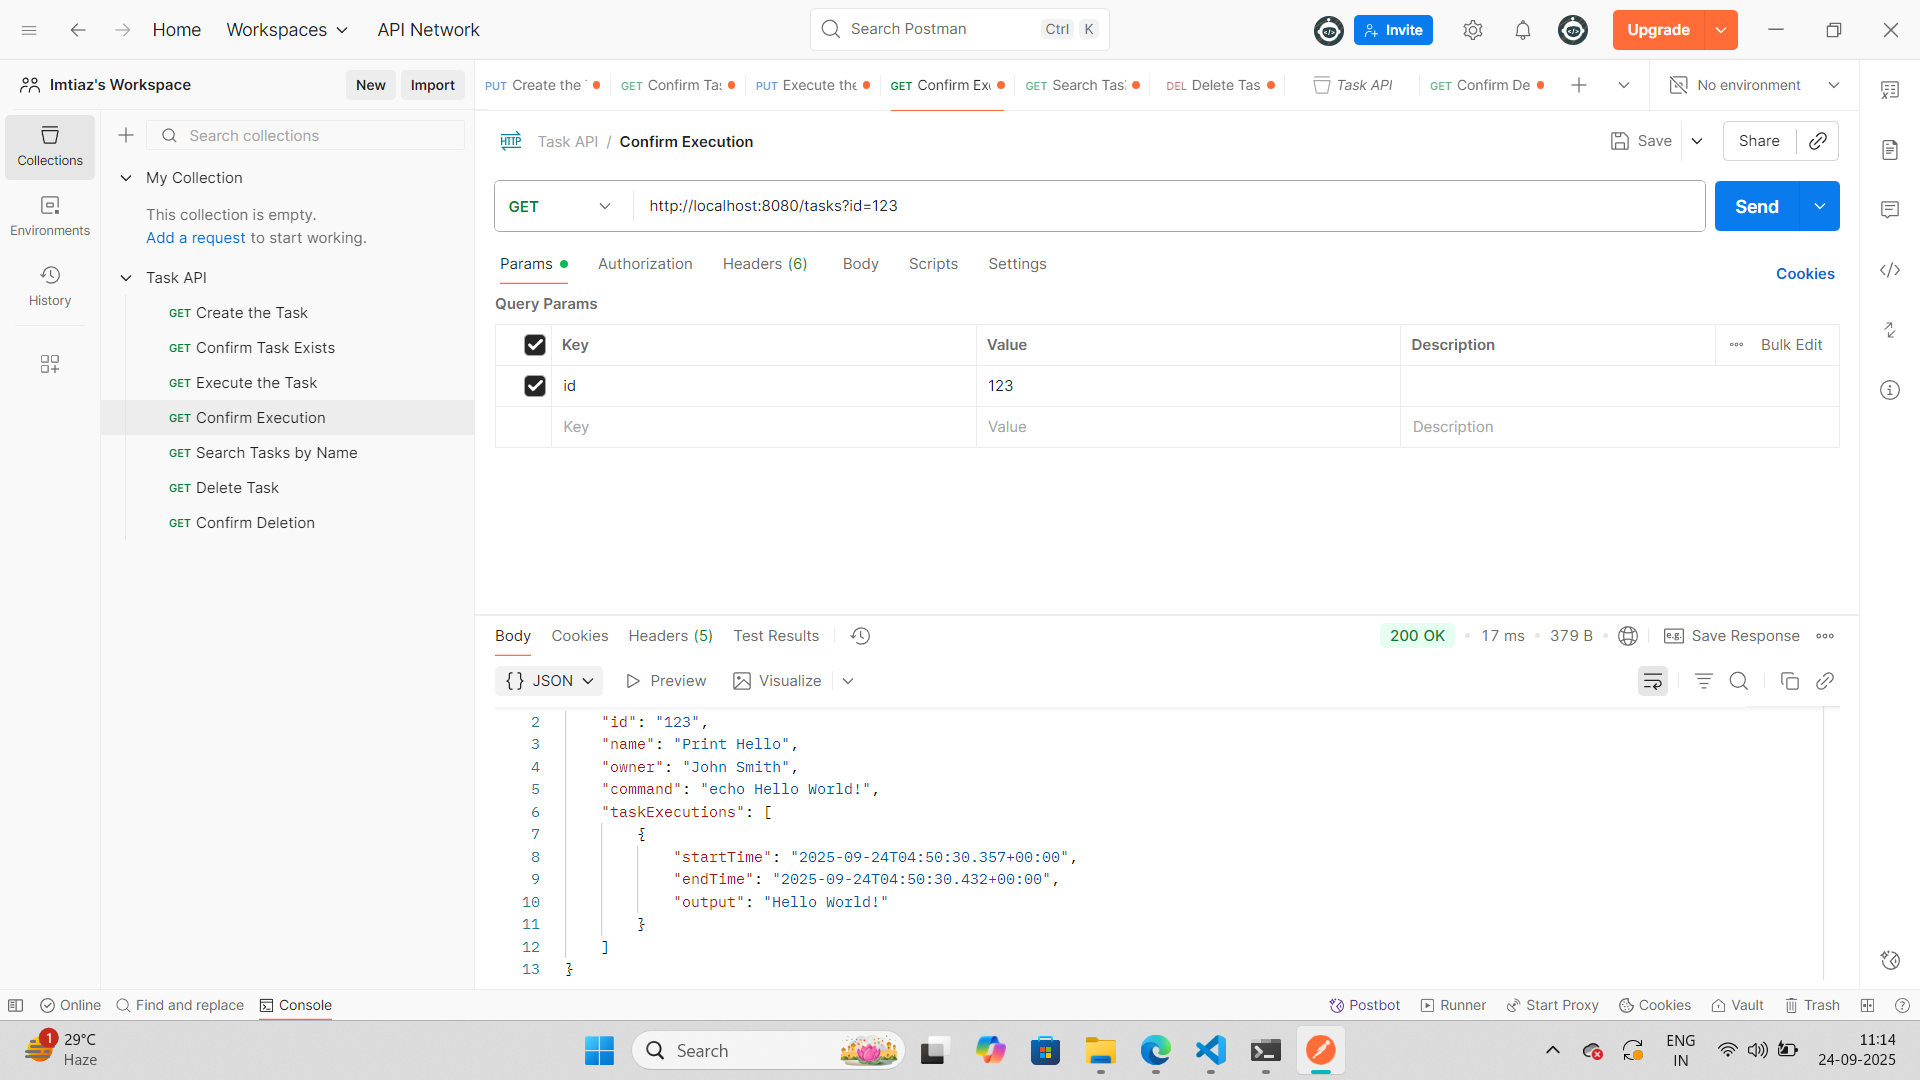 Home
Workspaces
API Network
Search Postman
Ctrl K
Invite
Upgrade
Imtiaz's Workspace
New
Import
PUT Create the T
GET Confirm Tas
PUT Execute the
GET Confirm Exe
GET Search Tas
DEL Delete Tas
Task API
GET Confirm De
No environment
Collections
Environments
History
Search collections
My Collection
This collection is empty.
Add a request to start working.
Task API
GET Create the Task
GET Confirm Task Exists
GET Execute the Task
GET Confirm Execution
GET Search Tasks by Name
GET Delete Task
GET Confirm Deletion
HTTP Task API / Confirm Execution
Save
Share
GET
http://localhost:8080/tasks?id=123
Send
Params
Authorization
Headers (6)
Body
Scripts
Settings
Cookies
Query Params
Key Value Description
Bulk Edit
id 123
Key Value Description
Body
Cookies
Headers (5)
Test Results
200 OK
17 ms
379 B
e.g. Save Response
{} JSON
Preview
Visualize
2 "id": "123",
3 "name": "Print Hello",
4 "owner": "John Smith",
5 "command": "echo Hello World!",
6 "taskExecutions": [
7 {
8 "startTime": "2025-09-24T04:50:30.357+00:00",
9 "endTime": "2025-09-24T04:50:30.432+00:00",
10 "output": "Hello World!"
11 }
12 ]
13 }
Online
Find and replace
Console
Postbot
Runner
Start Proxy
Cookies
Vault
Trash
1
29°C
Haze
Search
ENG
IN
11:14
24-09-2025